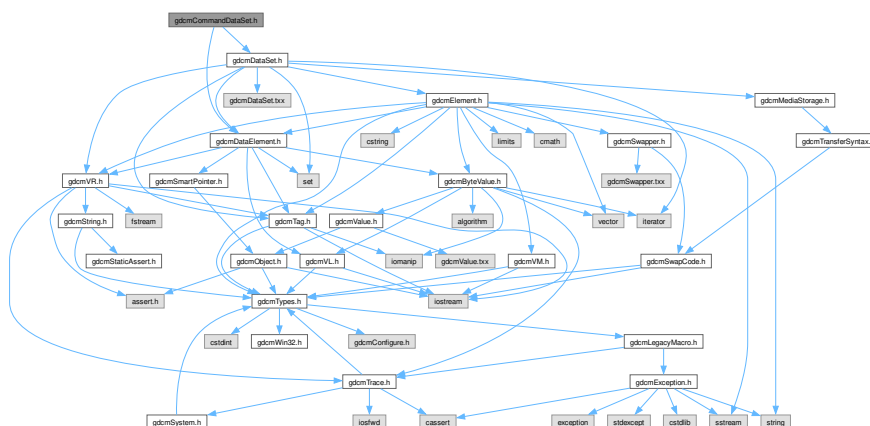 gdcmCommandDataSet.h
gdcmDataSet.h
gdcmDataSet.txx
gdcmElement.h
gdcmMediaStorage.h
gdcmDataElement.h
cstring
limits
cmath
gdcmSwapper.h
gdcmTransferSyntax.
gdcmVR.h
gdcmSmartPointer.h
set
gdcmByteValue.h
gdcmSwapper.txx
gdcmString.h
fstream
gdcmTag.h
gdcmValue.h
algorithm
vector
iterator
gdcmStaticAssert.h
gdcmObject.h
gdcmVL.h
iomanip
gdcmValue.txx
gdcmVM.h
gdcmSwapCode.h
assert.h
gdcmTypes.h
iostream
cstdint
gdcmWin32.h
gdcmConfigure.h
gdcmLegacyMacro.h
gdcmTrace.h
gdcmException.h
gdcmSystem.h
iosfwd
cassert
exception
stdexcept
cstdlib
sstream
string